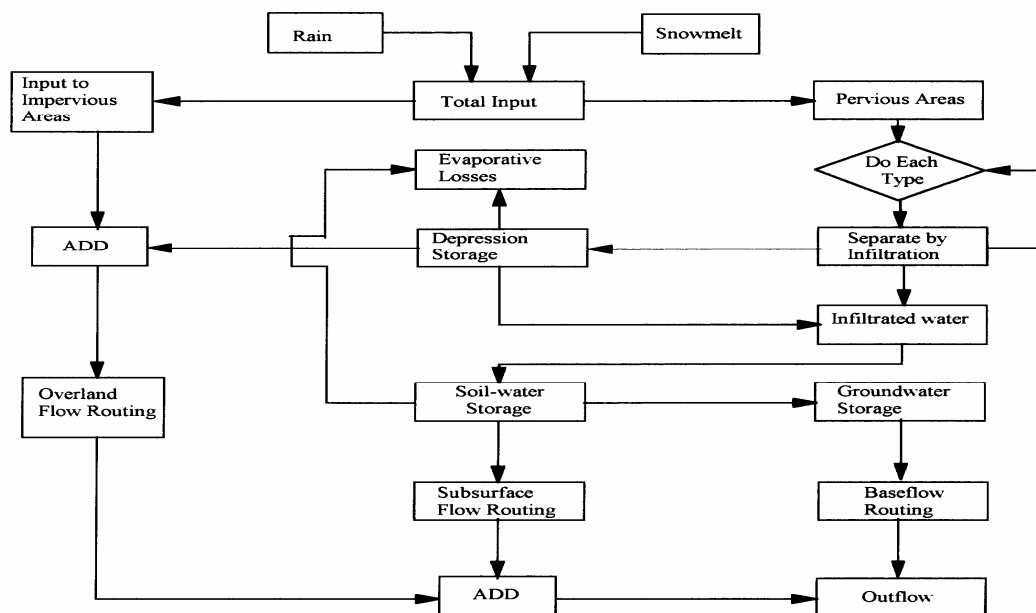 Rain
Snowmelt
Input to
Impervious
Areas
Total Input
Pervious Areas
Evaporative
Losses
Do Each
Type
ADD
Depression
Storage
Separate by
Infiltration
Infiltrated water
Overland
Flow Routing
Soil-water
Storage
Groundwater
Storage
Subsurface
Flow Routing
Baseflow
Routing
ADD
Outflow